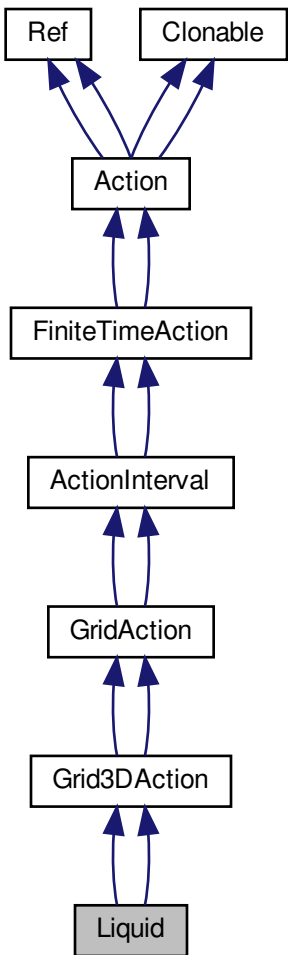 Ref
Clonable
Action
FiniteTimeAction
ActionInterval
GridAction
Grid3DAction
Liquid